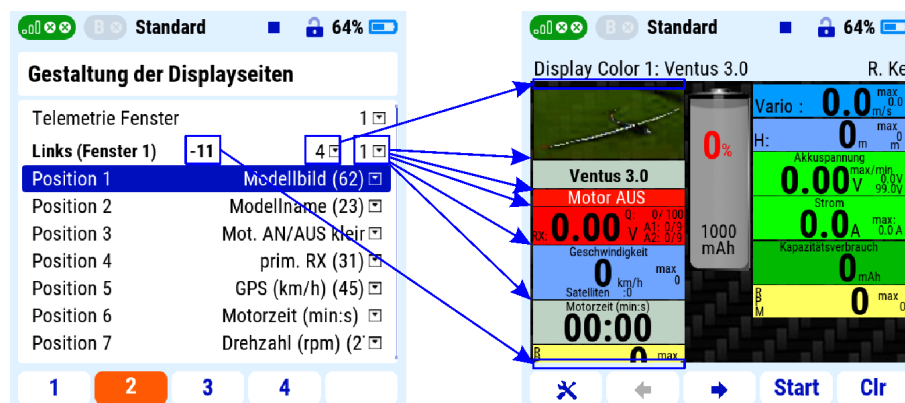 B Standard 64%
Gestaltung der Displayseiten
Telemetrie Fenster 1
Links (Fenster 1) -11 4 1
Position 1 Modellbild (62)
Position 2 Modellname (23)
Position 3 Mot. AN/AUS kleir
Position 4 prim. RX (31)
Position 5 GPS (km/h) (45)
Position 6 Motorzeit (min:s)
Position 7 Drehzahl (rpm) (2
1 2 3 4
B Standard 64%
Display Color 1: Ventus 3.0 R. Ke
Ventus 3.0
Motor AUS
RX: 0.00 V Q: 0/100
A1: 0/9
A2: 0/9
Geschwindigkeit
0 km/h max 0
Satelliten :0
Motorzeit (min:s)
00:00
R 0 max
0%
1000
mAh
Vario : 0.0 m/s max 0.0
H: 0 m max 0 m
Akkuspannung
0.00 V max/min 0.0V
99.0V
Strom
0.0 A max: 0.0 A
Kapazitätsverbrauch
0 mAh
RPM 0 max 0
Start Clr